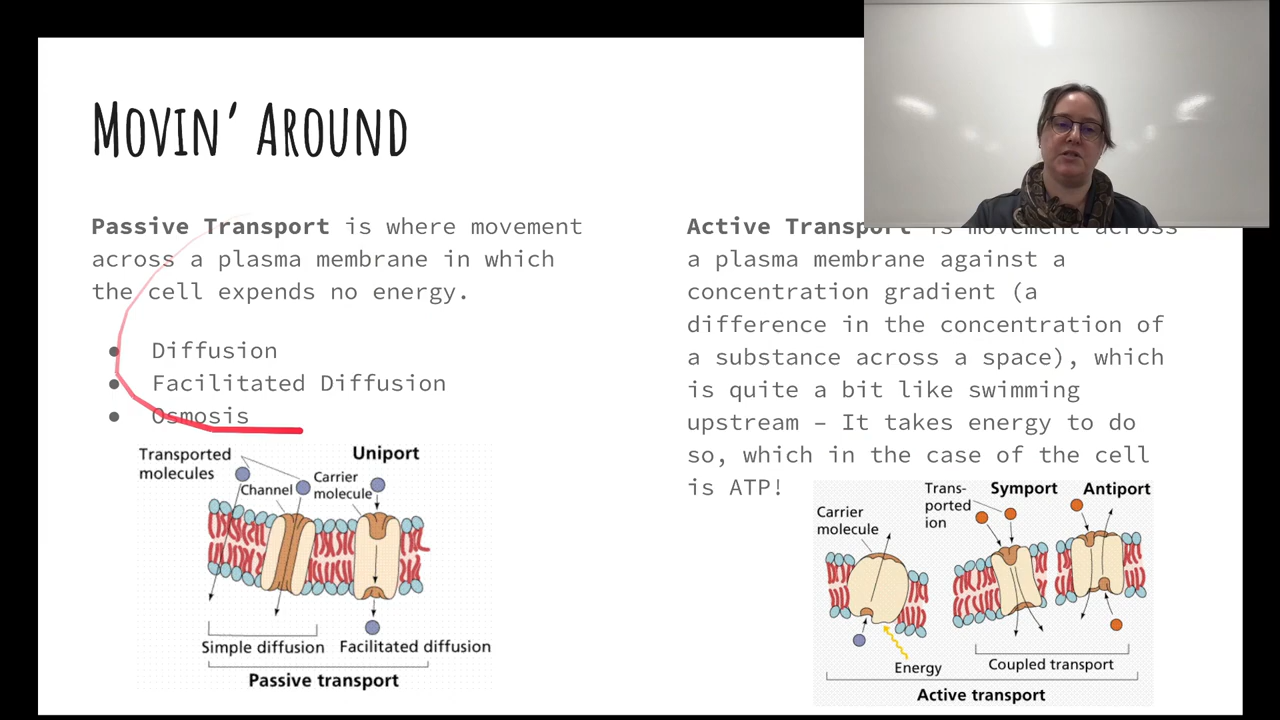 Movin' Around
Passive Transport is where movement
across a plasma membrane in which
the cell expends no energy.
● Diffusion
● Facilitated Diffusion
● Osmosis
Transported
molecules
Channel
Carrier
molecule
Uniport
Simple diffusion
Facilitated diffusion
Passive transport
Active Transport is movement across
a plasma membrane against a
concentration gradient (a
difference in the concentration of
a substance across a space), which
is quite a bit like swimming
upstream – It takes energy to do
so, which in the case of the cell
is ATP!
Carrier
molecule
Trans-
ported
ion
Symport
Antiport
Energy
Coupled transport
Active transport